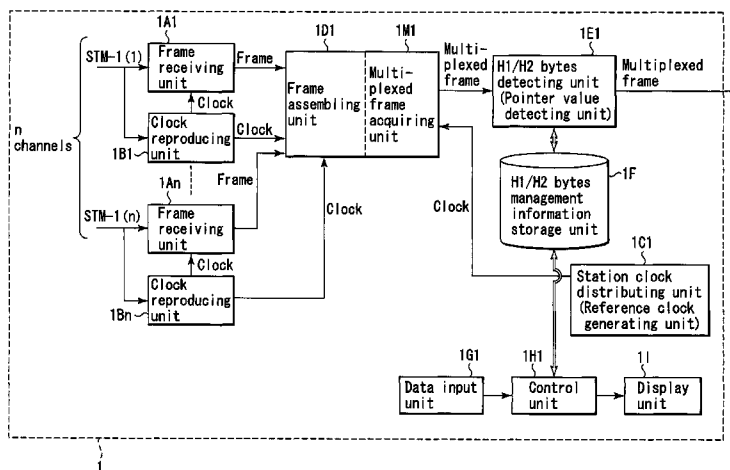 1A1
1D1
1M1
1E1
STM-1(1)
Frame
receiving
unit
Frame
Clock
Clock
reproducing
unit
Clock
1B1
n
channels
Frame
assembling
unit
Multi-
plexed
frame
acquiring
unit
Multi-
plexed
frame
H1/H2 bytes
detecting unit
(Pointer value
detecting unit)
Multiplexed
frame
1An
Frame
STM-1(n)
Frame
receiving
unit
Clock
Clock
reproducing
unit
1Bn
Clock
Clock
1F
H1/H2 bytes
management
information
storage unit
1C1
Station clock
distributing unit
(Reference clock
generating unit)
1G1
1H1
1I
Data input
unit
Control
unit
Display
unit
1